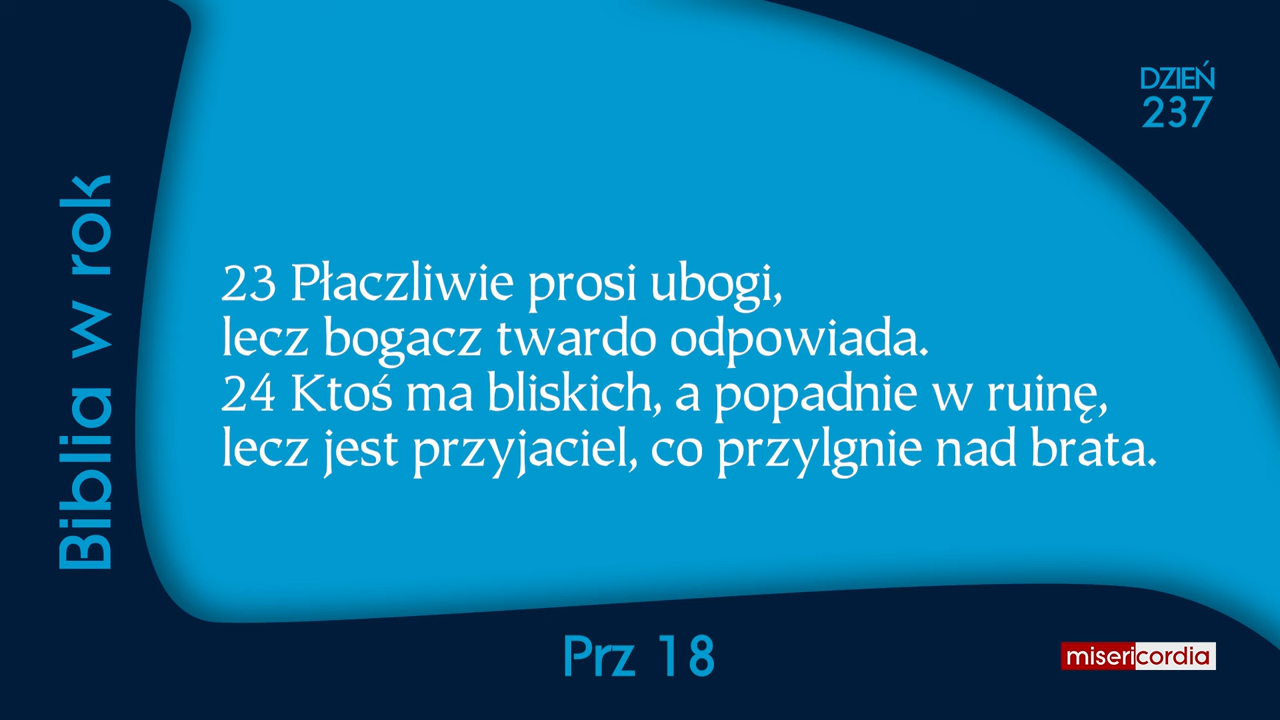 DZIEŃ
237
Biblia w rok
23 Płaczliwie prosi ubogi,
lecz bogacz twardo odpowiada.
24 Ktoś ma bliskich, a popadnie w ruinę,
lecz jest przyjaciel, co przylgnie nad brata.
Prz 18
misericordia